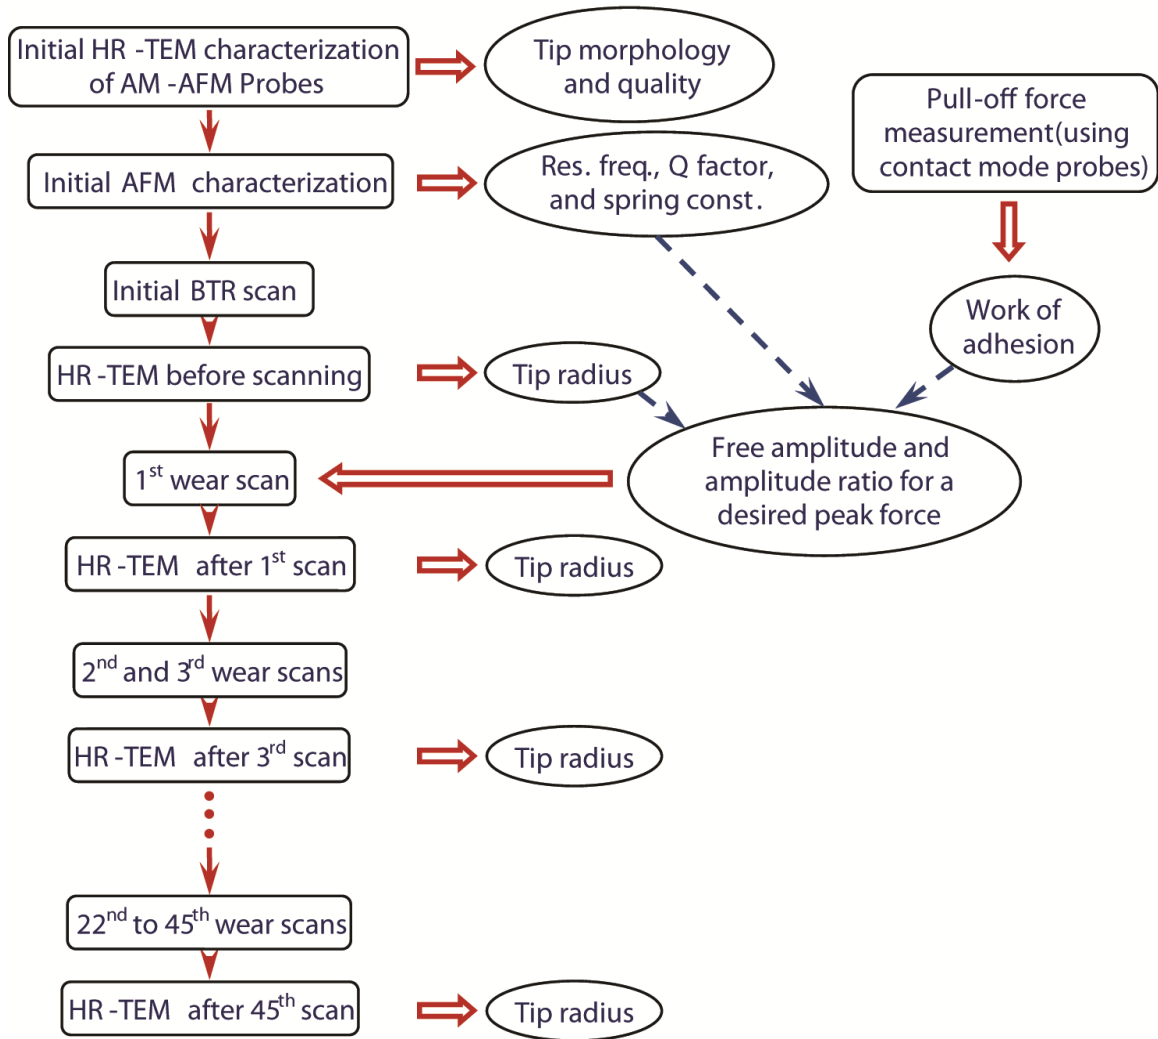 Initial HR -TEM characterization
of AM -AFM Probes
Tip morphology
and quality
Pull-off force
measurement(using
contact mode probes)
Initial AFM characterization
Res. freq., Q factor,
and spring const.
Initial BTR scan
Work of
adhesion
HR -TEM before scanning
Tip radius
Free amplitude and
amplitude ratio for a
desired peak force
1st wear scan
HR -TEM after 1st scan
Tip radius
2nd and 3rd wear scans
HR -TEM after 3rd scan
Tip radius
22nd to 45th wear scans
HR -TEM after 45th scan
Tip radius